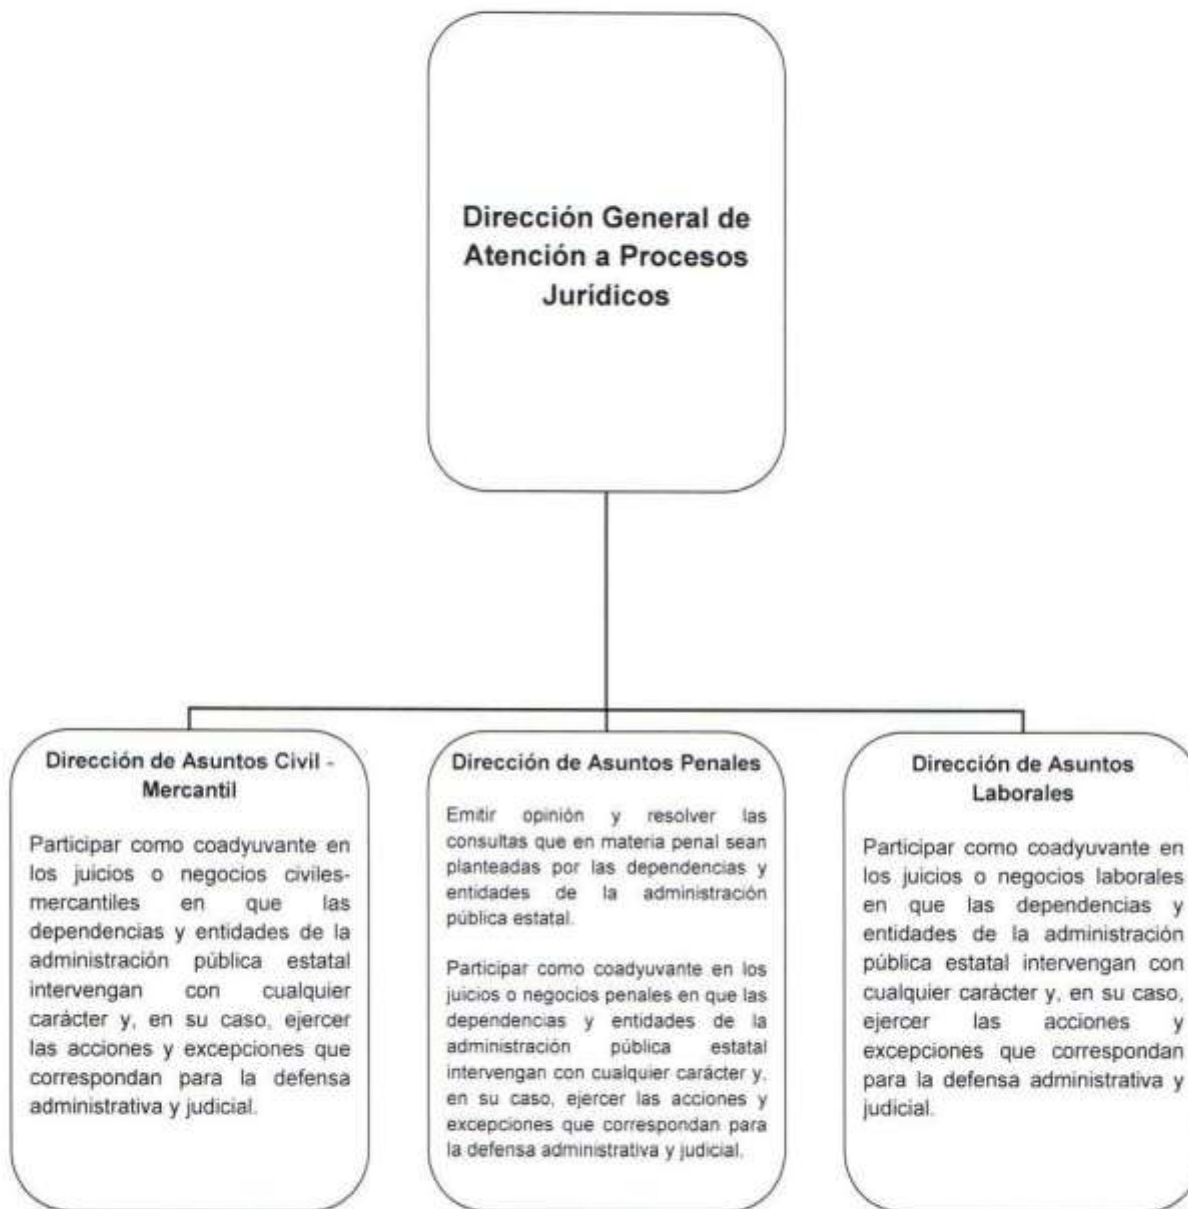 Dirección General de
Atención a Procesos
Jurídicos
Dirección de Asuntos Civil -
Mercantil
Participar como coadyuvante en
los juicios o negocios civiles-
mercantiles en que las
dependencias y entidades de la
administración pública estatal
intervengan con cualquier
carácter y, en su caso, ejercer
las acciones y excepciones que
correspondan para la defensa
administrativa y judicial.
Dirección de Asuntos Penales
Emitir opinión y resolver las
consultas que en materia penal sean
planteadas por las dependencias y
entidades de la administración
pública estatal.
Participar como coadyuvante en los
juicios o negocios penales en que las
dependencias y entidades de la
administración pública estatal
intervengan con cualquier carácter y,
en su caso, ejercer las acciones y
excepciones que correspondan para
la defensa administrativa y judicial.
Dirección de Asuntos
Laborales
Participar como coadyuvante en
los juicios o negocios laborales
en que las dependencias y
entidades de la administración
pública estatal intervengan con
cualquier carácter y, en su caso,
ejercer las acciones y
excepciones que correspondan
para la defensa administrativa y
judicial.